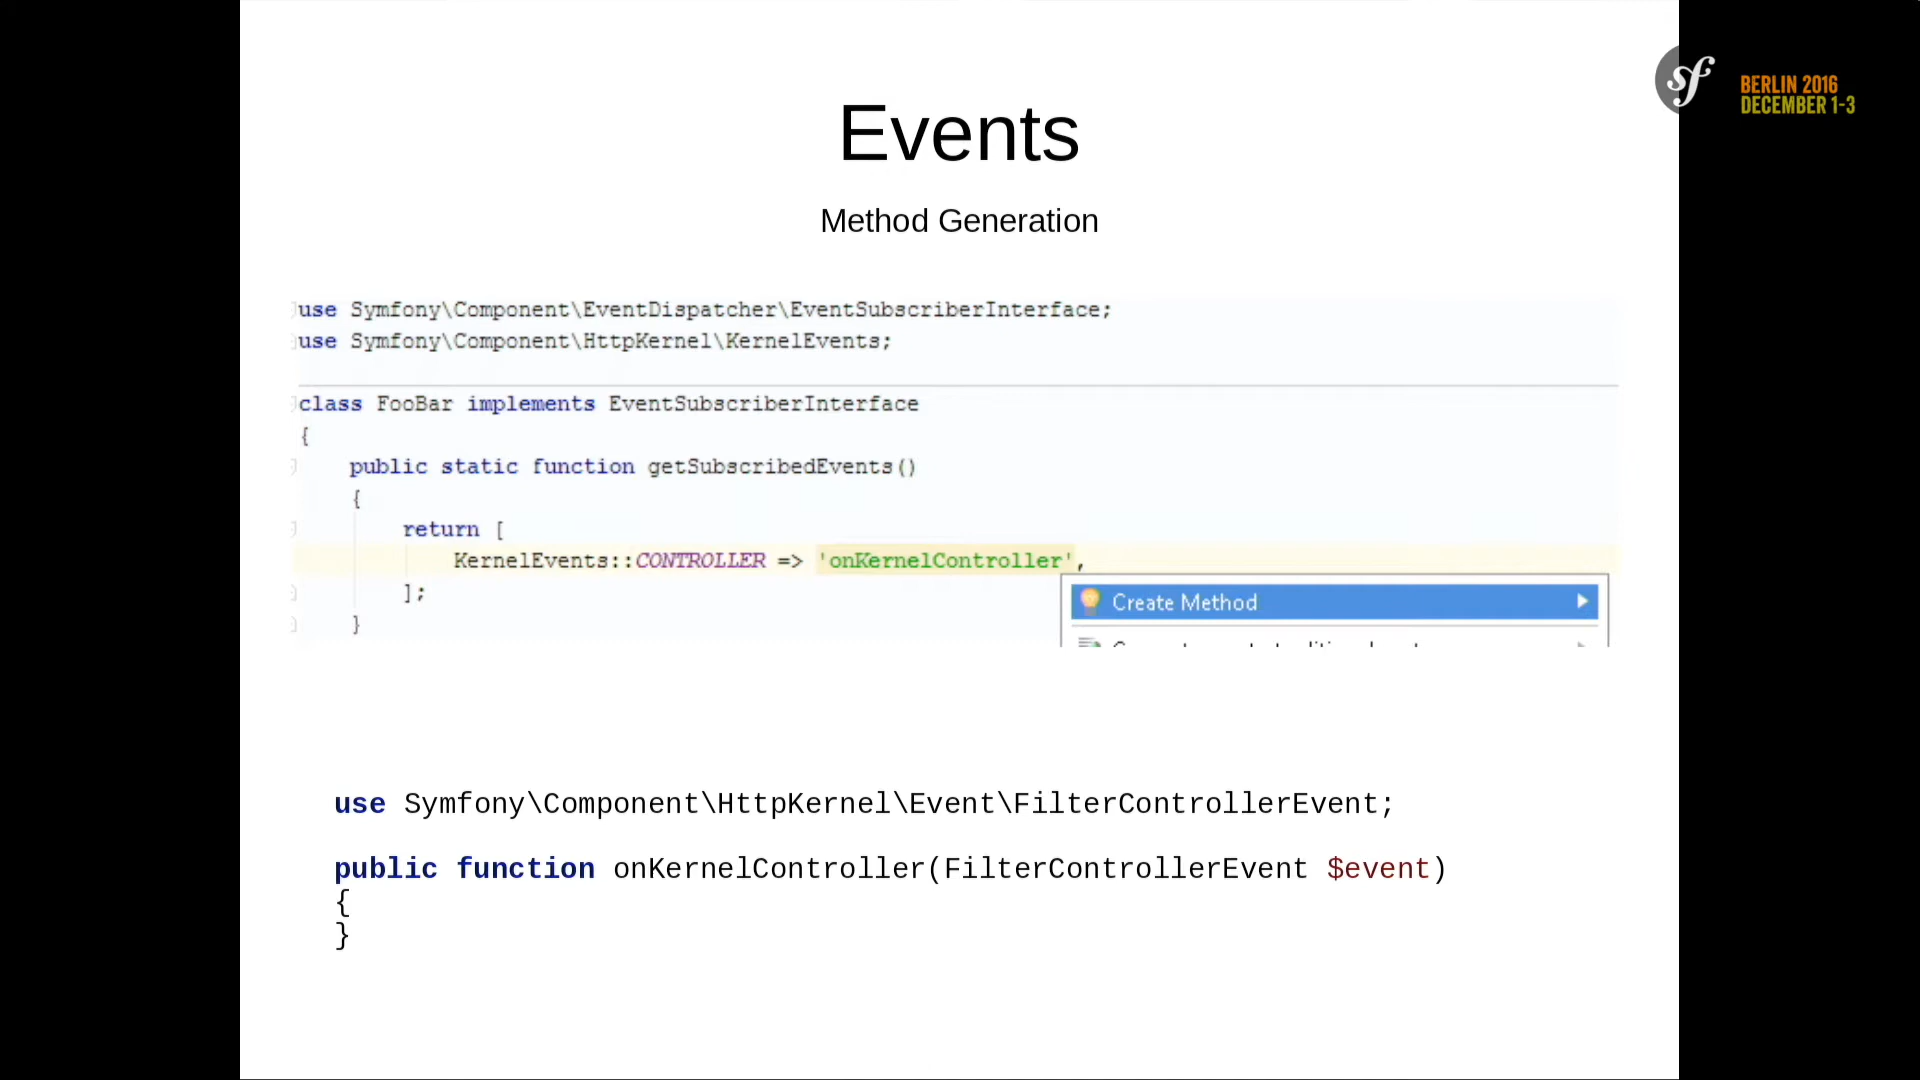 sf
BERLIN 2016
DECEMBER 1-3
Events
Method Generation
use Symfony\Component\EventDispatcher\EventSubscriberInterface;
use Symfony\Component\HttpKernel\KernelEvents;
class FooBar implements EventSubscriberInterface
{
public static function getSubscribedEvents()
{
return [
KernelEvents::CONTROLLER => 'onKernelController',
];
}
Create Method
use Symfony\Component\HttpKernel\Event\FilterControllerEvent;
public function onKernelController(FilterControllerEvent $event)
{
}